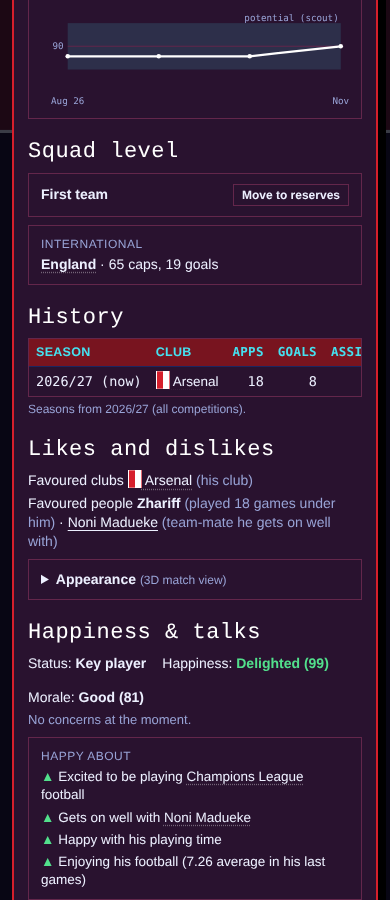 potential (scout)
90
Aug 26 Nov
Squad level
First team Move to reserves
INTERNATIONAL
England · 65 caps, 19 goals
History
SEASON CLUB APPS GOALS ASSI
2026/27 (now) Arsenal 18 8
Seasons from 2026/27 (all competitions).
Likes and dislikes
Favoured clubs Arsenal (his club)
Favoured people Zhariff (played 18 games under
him) · Noni Madueke (team-mate he gets on well
with)
▶ Appearance (3D match view)
Happiness & talks
Status: Key player Happiness: Delighted (99)
Morale: Good (81)
No concerns at the moment.
HAPPY ABOUT
▲ Excited to be playing Champions League
football
▲ Gets on well with Noni Madueke
▲ Happy with his playing time
▲ Enjoying his football (7.26 average in his last
games)